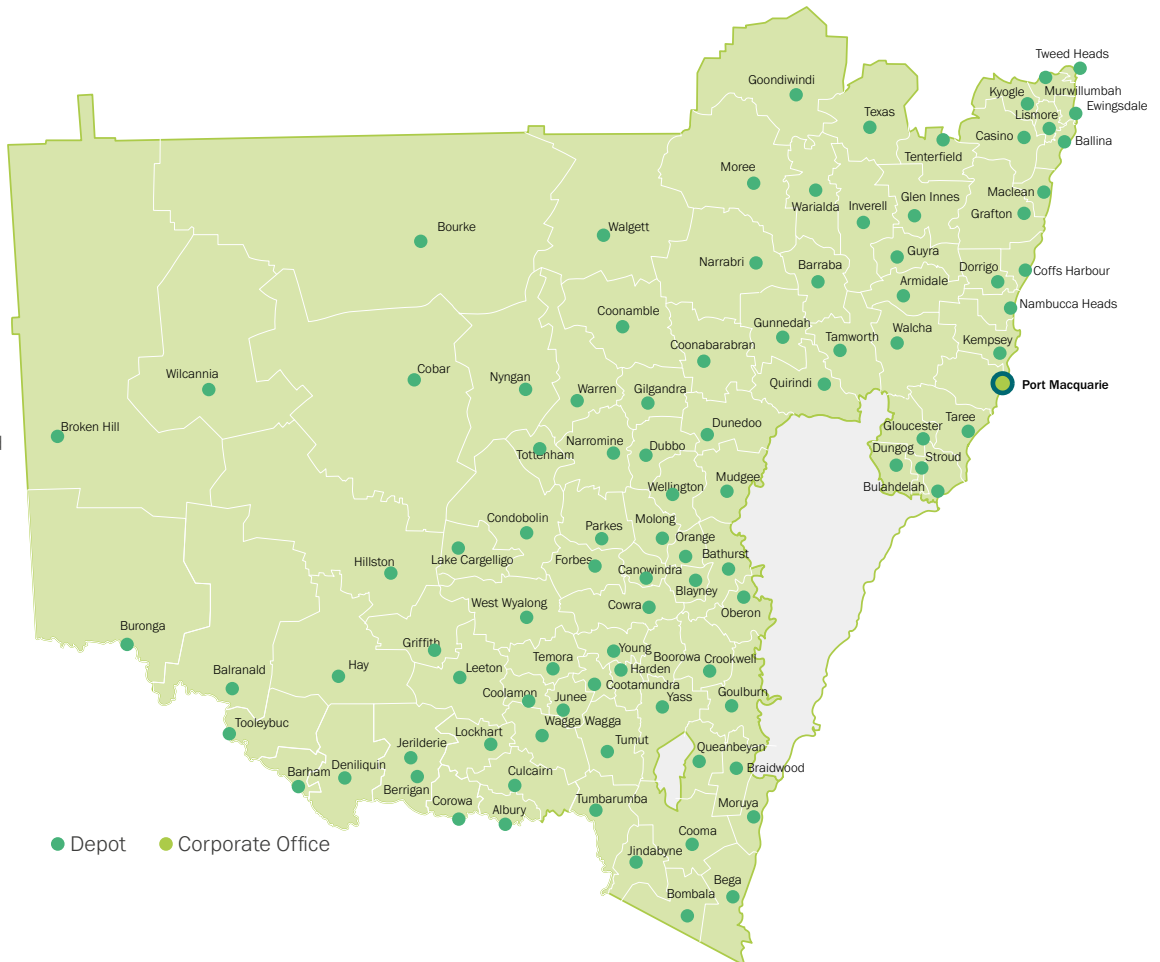 Tweed Heads
Goondiwindi
Kyogle
Murwillumbah
Ewingsdale
Texas
Lismore
Casino
Ballina
Tenterfield
Moree
Maclean
Glen Innes
Warialda
Inverell
Grafton
Bourke
Walgett
Guyra
Narrabri
Barraba
Dorrigo
Coffs Harbour
Armidale
Nambucca Heads
Coonamble
Gunnedah
Walcha
Tamworth
Kempsey
Coonabarabran
Wilcannia
Cobar
Nyngan
Warren
Gilgandra
Quirindi
Port Macquarie
Broken Hill
Taree
Dunedoo
Gloucester
Narromine
Dubbo
Tottenham
Dungog
Stroud
Mudgee
Wellington
Bulahdelah
Condobolin
Molong
Parkes
Orange
Bathurst
Lake Cargelligo
Forbes
Hillston
Canowindra
Blayney
West Wyalong
Cowra
Oberon
Buronga
Griffith
Young
Temora
Boorowa
Crookwell
Hay
Leeton
Harden
Balranald
Cootamundra
Coolamon
Junee
Yass
Goulburn
Tooleybuc
Wagga Wagga
Lockhart
Tumut
Jerilderie
Queanbeyan
Deniliquin
Barham
Culcairn
Braidwood
Berrigan
Corowa
Albury
Tumbarumba
Moruya
Cooma
Depot
Corporate Office
Jindabyne
Bega
Bombala